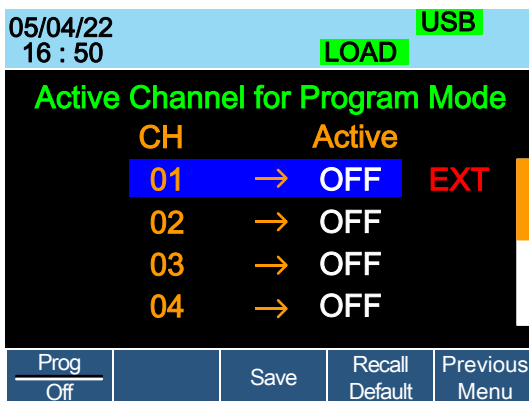 05/04/22 USB
16 : 50 LOAD
Active Channel for Program Mode
CH Active
01 → OFF EXT
02 → OFF
03 → OFF
04 → OFF
Prog Save Recall Previous
Off Default Menu